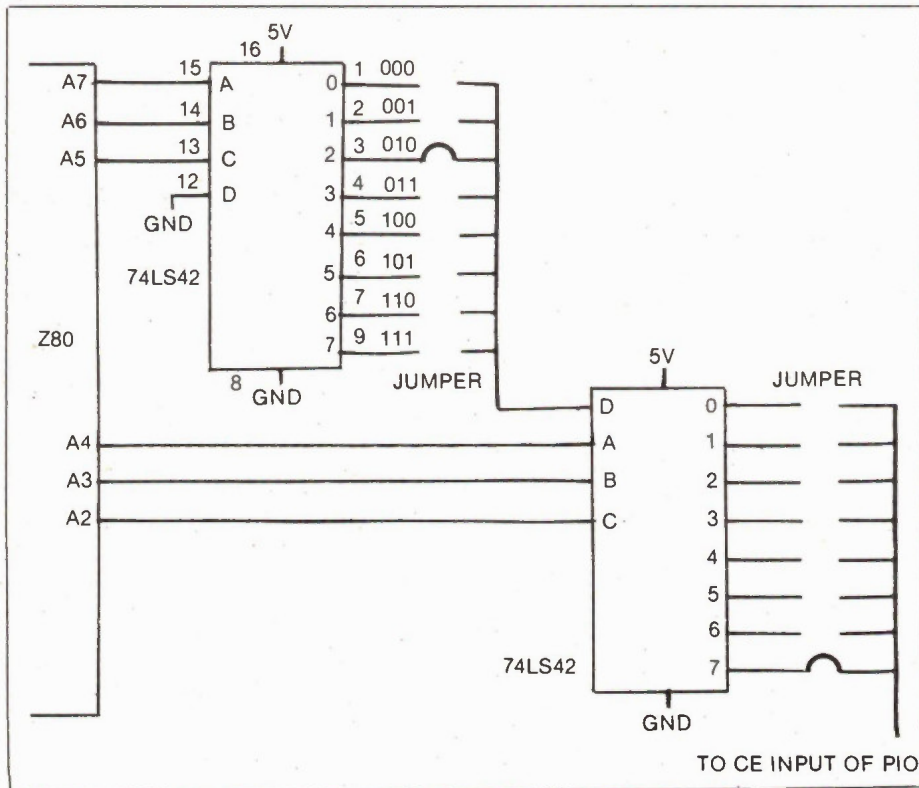 5V
16
A7 15 A 0 1 000
A6 14 B 1 2 001
A5 13 C 2 3 010
12 D 3 4 011
GND 4 5 100
74LS42 5 6 101
6 7 110
Z80 7 9 111
8 GND JUMPER 5V JUMPER
D 0
A4 A 1
A3 B 2
A2 C 3
4
5
6
74LS42 7
GND
TO CE INPUT OF PIO